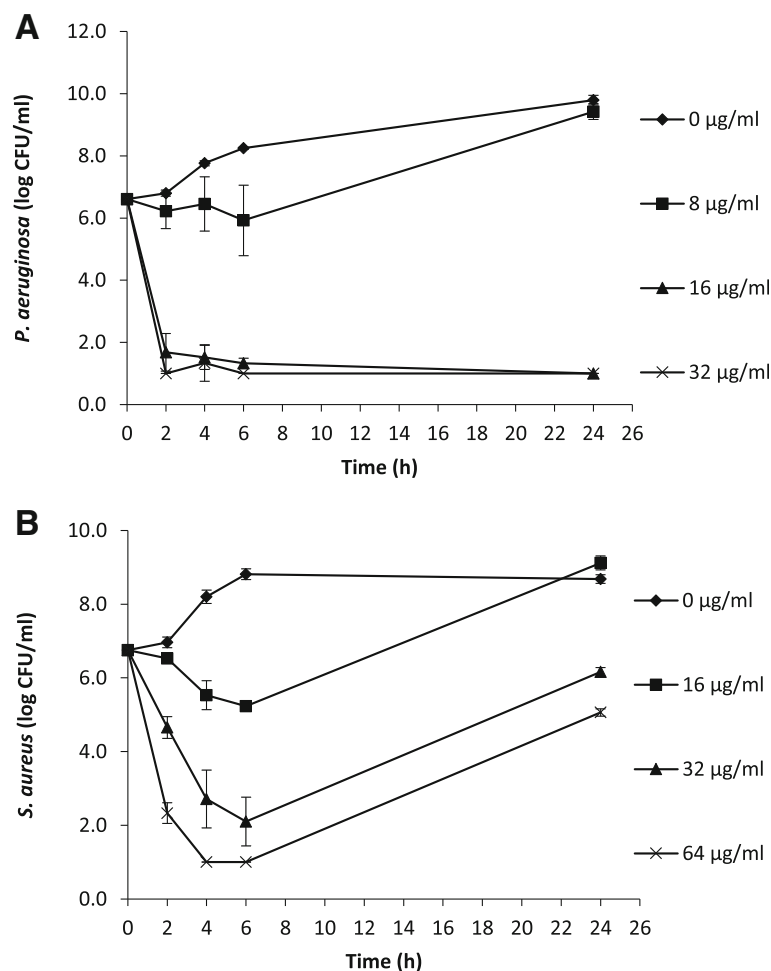 A
12.0
10.0
8.0
6.0
4.0
2.0
0.0
P. aeruginosa (log CFU/ml)
0 2 4 6 8 10 12 14 16 18 20 22 24 26
Time (h)
0 µg/ml
8 µg/ml
16 µg/ml
32 µg/ml
B
10.0
8.0
6.0
4.0
2.0
0.0
S. aureus (log CFU/ml)
0 2 4 6 8 10 12 14 16 18 20 22 24 26
Time (h)
0 µg/ml
16 µg/ml
32 µg/ml
64 µg/ml